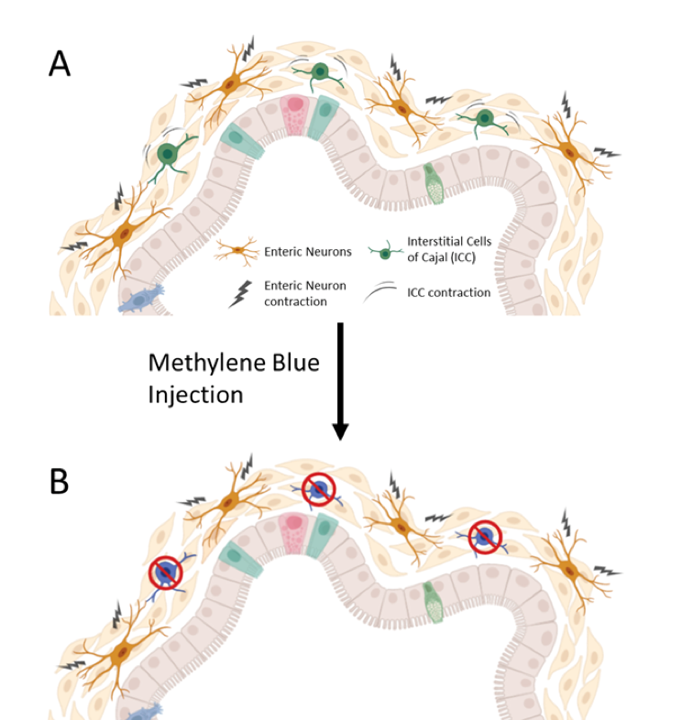 A
Enteric Neurons
Interstitial Cells
of Cajal (ICC)
Enteric Neuron
contraction
ICC contraction
Methylene Blue
Injection
B